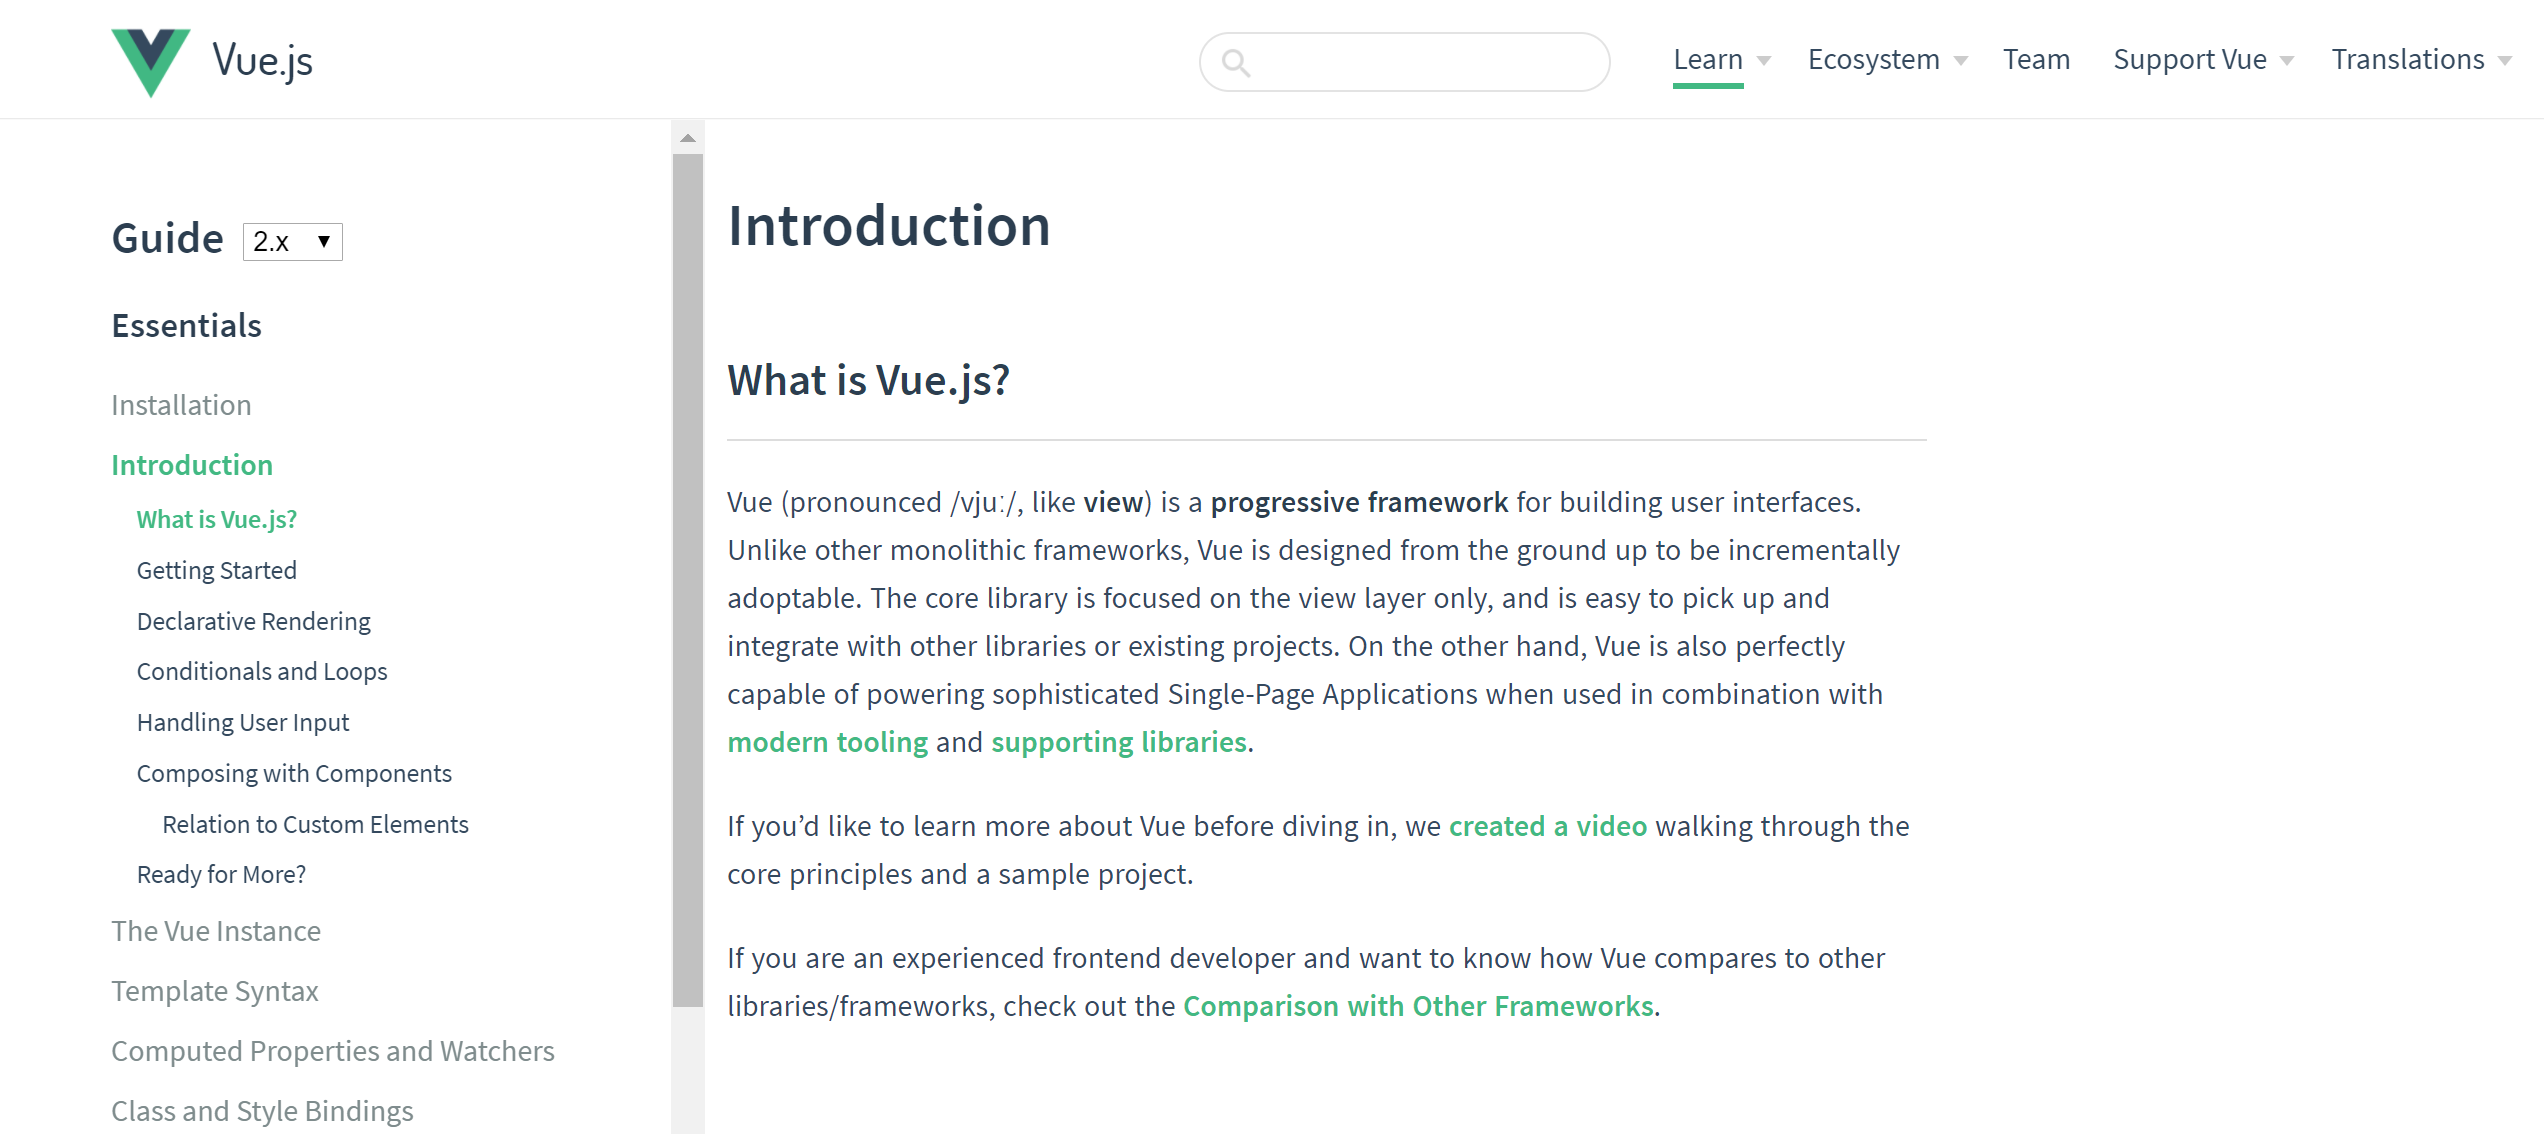 Vue.js
Learn Ecosystem Team Support Vue Translations
Guide 2.x
Essentials
Installation
Introduction
What is Vue.js?
Getting Started
Declarative Rendering
Conditionals and Loops
Handling User Input
Composing with Components
Relation to Custom Elements
Ready for More?
The Vue Instance
Template Syntax
Computed Properties and Watchers
Class and Style Bindings
Introduction
What is Vue.js?
Vue (pronounced /vjuː/, like view) is a progressive framework for building user interfaces.
Unlike other monolithic frameworks, Vue is designed from the ground up to be incrementally
adoptable. The core library is focused on the view layer only, and is easy to pick up and
integrate with other libraries or existing projects. On the other hand, Vue is also perfectly
capable of powering sophisticated Single-Page Applications when used in combination with
modern tooling and supporting libraries.
If you’d like to learn more about Vue before diving in, we created a video walking through the
core principles and a sample project.
If you are an experienced frontend developer and want to know how Vue compares to other
libraries/frameworks, check out the Comparison with Other Frameworks.